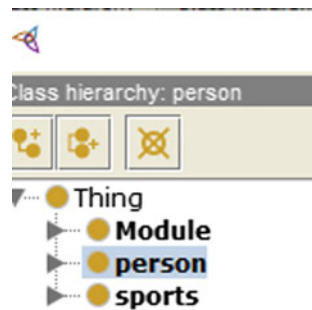 Class hierarchy: person
Thing
Module
person
sports